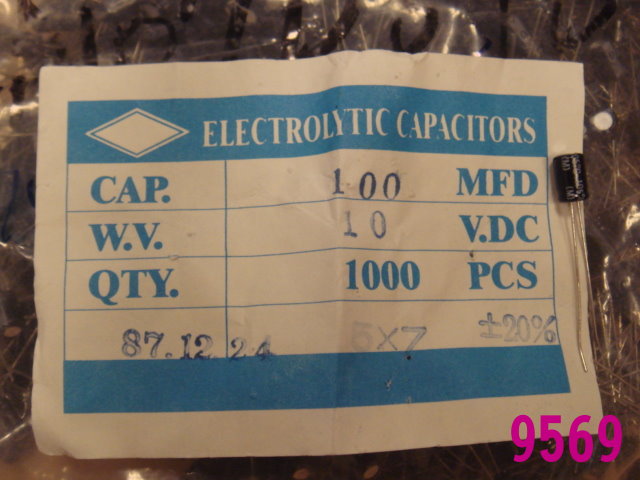 ELECTROLYTIC CAPACITORS
CAP. 100 MFD
W.V. 10 V.DC
QTY. 1000 PCS
87.12 24 5X7 ±20%
9569